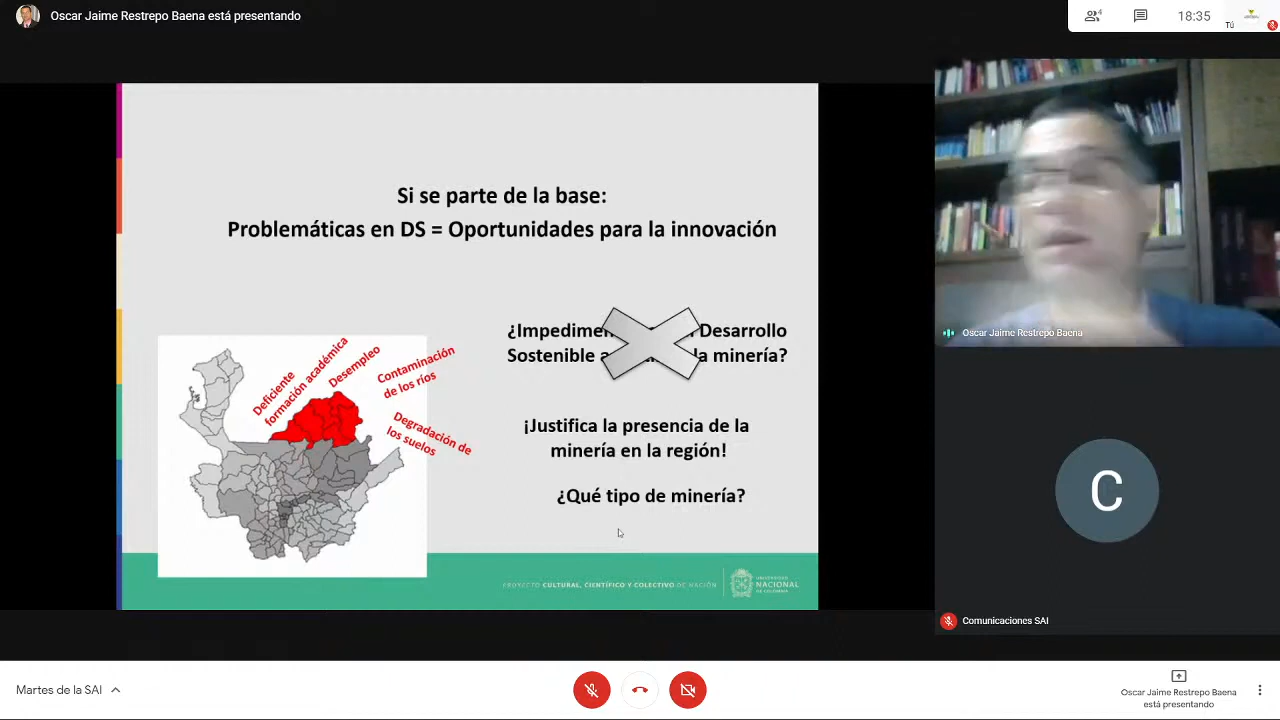 Oscar Jaime Restrepo Baena está presentando
4
18:35
Tú
Si se parte de la base:
Problemáticas en DS = Oportunidades para la innovación
Deficiente
formación académica
Desempleo
Contaminación
de los ríos
Degradación de
los suelos
Desarrollo
Sostenible la minería?
¡Justifica la presencia de la
minería en la región!
¿Qué tipo de minería?
PROYECTO CULTURAL, CIENTÍFICO Y COLECTIVO DE NACIÓN
UNIVERSIDAD
NACIONAL
DE COLOMBIA
Oscar Jaime Restrepo Baena
C
Comunicaciones SAI
Martes de la SAI
Oscar Jaime Restrepo Baena
está presentando